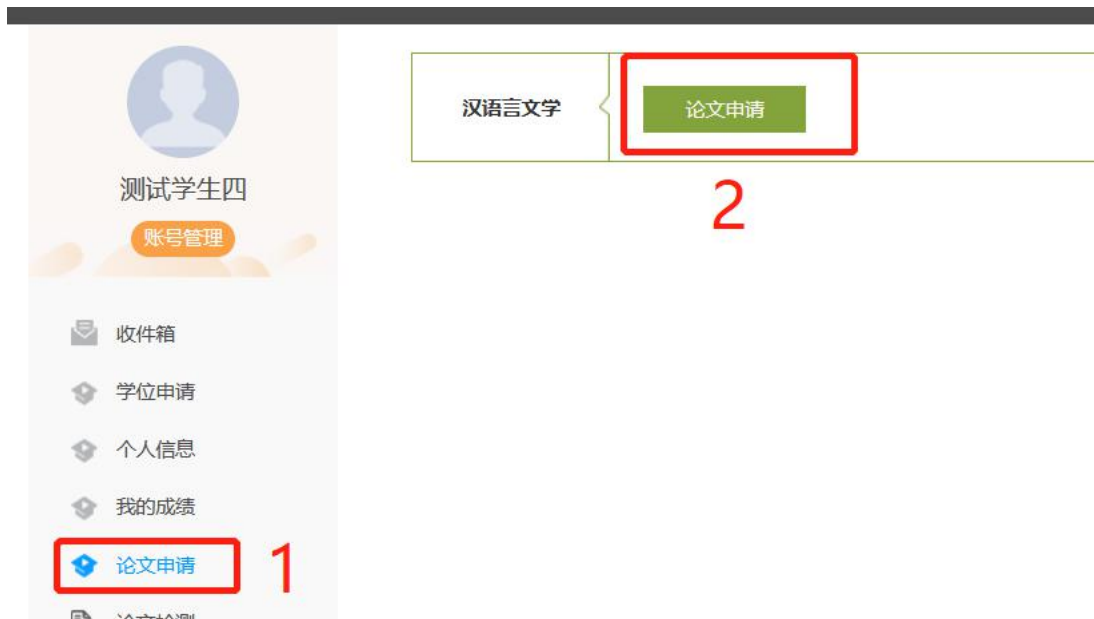 测试学生四
账号管理
收件箱
学位申请
个人信息
我的成绩
论文申请
1
汉语言文学
论文申请
2